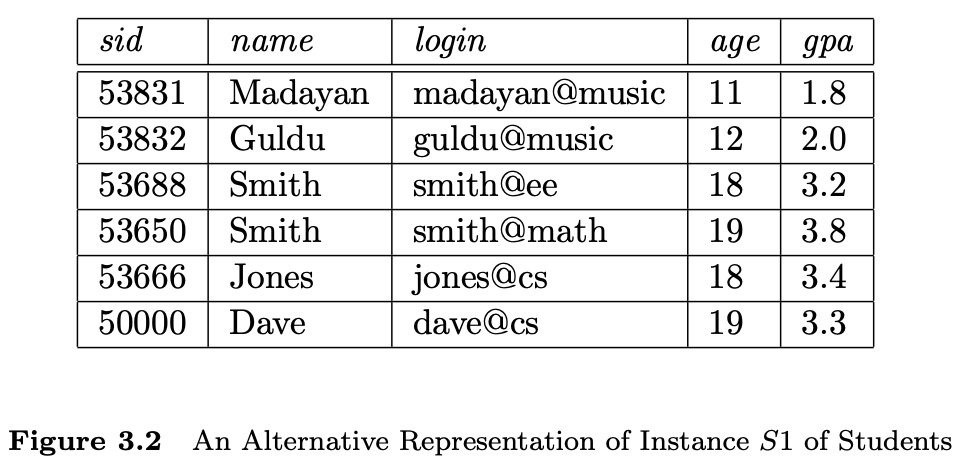 sid name login age gpa
53831 Madayan madayan@music 11 1.8
53832 Guldu guldu@music 12 2.0
53688 Smith smith@ee 18 3.2
53650 Smith smith@math 19 3.8
53666 Jones jones@cs 18 3.4
50000 Dave dave@cs 19 3.3
Figure 3.2 An Alternative Representation of Instance S1 of Students